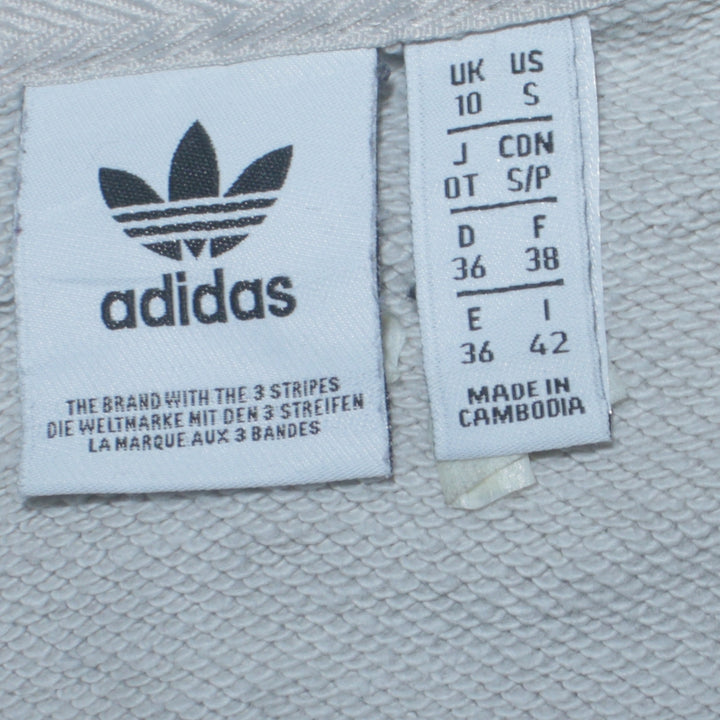 adidas
THE BRAND WITH THE 3 STRIPES
DIE WELTMARKE MIT DEN 3 STREIFEN
LA MARQUE AUX 3 BANDES
UK US
10 S
J CDN
OT S/P
D F
36 38
E I
36 42
MADE IN
CAMBODIA